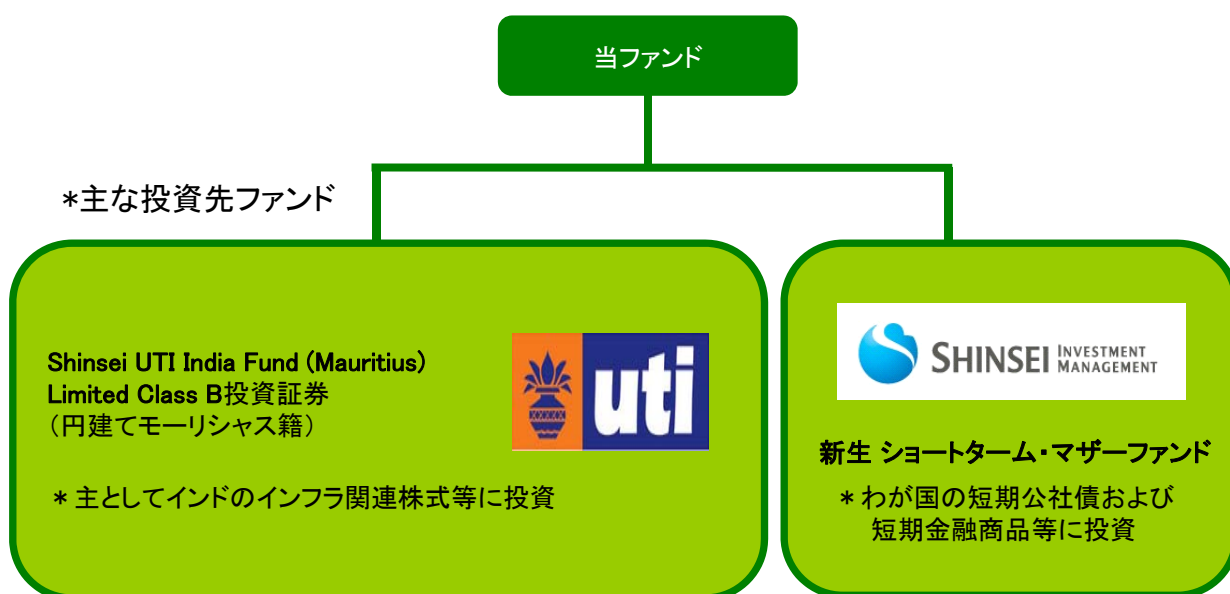 当ファンド
*主な投資先ファンド
Shinsei UTI India Fund (Mauritius)
Limited Class B投資証券
（円建てモーリシャス籍）
uti
* 主としてインドのインフラ関連株式等に投資
SHINSEI INVESTMENT
MANAGEMENT
新生 ショートターム・マザーファンド
* わが国の短期公社債および
短期金融商品等に投資